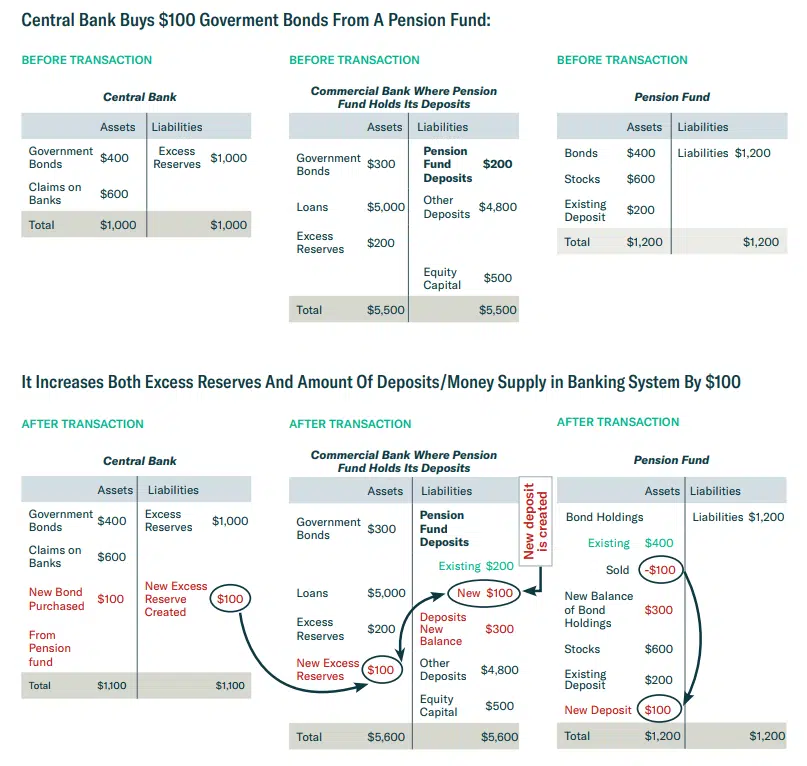 Central Bank Buys $100 Goverment Bonds From A Pension Fund:
BEFORE TRANSACTION
Central Bank
Assets Liabilities
Government
Bonds
$400
Excess
Reserves
$1,000
Claims on
Banks
$600
Total $1,000 $1,000
BEFORE TRANSACTION
Commercial Bank Where Pension
Fund Holds Its Deposits
Assets Liabilities
Government
Bonds
$300
Pension
Fund
Deposits
$200
Loans $5,000
Other
Deposits
$4,800
Excess
Reserves
$200
Equity
Capital
$500
Total $5,500 $5,500
BEFORE TRANSACTION
Pension Fund
Assets Liabilities
Bonds $400 Liabilities $1,200
Stocks $600
Existing
Deposit
$200
Total $1,200 $1,200
It Increases Both Excess Reserves And Amount Of Deposits/Money Supply in Banking System By $100
AFTER TRANSACTION
Central Bank
Assets Liabilities
Government
Bonds
$400
Excess
Reserves
$1,000
Claims on
Banks
$600
New Bond
Purchased
$100
New Excess
Reserve
Created
$100
From
Pension
fund
Total $1,100 $1,100
AFTER TRANSACTION
Commercial Bank Where Pension
Fund Holds Its Deposits
Assets Liabilities
Government
Bonds
$300
Pension
Fund
Deposits
Existing $200
Loans $5,000
New $100
Excess
Reserves
$200
Deposits
New
Balance
$300
New Excess
Reserves
$100
Other
Deposits
$4,800
Equity
Capital
$500
Total $5,600 $5,600
New deposit
is created
AFTER TRANSACTION
Pension Fund
Assets Liabilities
Bond Holdings Liabilities $1,200
Existing $400
Sold -$100
New Balance
of Bond
Holdings
$300
Stocks $600
Existing
Deposit
$200
New Deposit $100
Total $1,200 $1,200